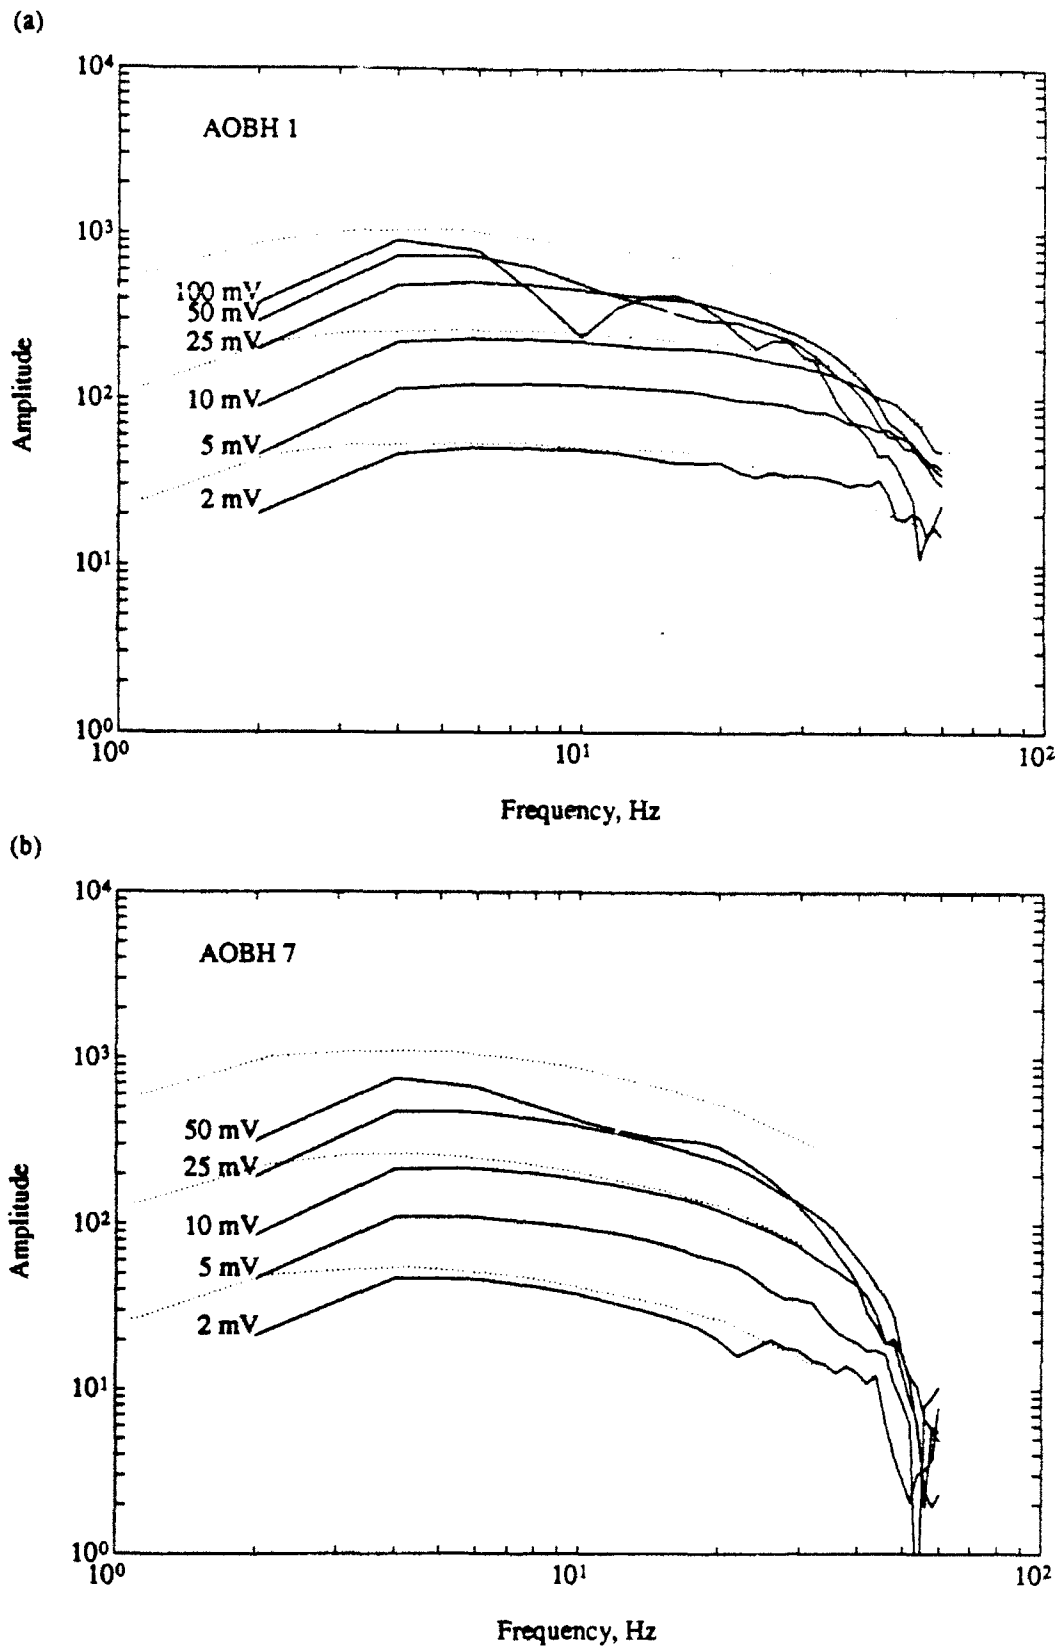 (a)
10⁴
AOBH 1
10³
100 mV
50 mV
25 mV
10²
10 mV
5 mV
2 mV
10¹
10⁰
Amplitude
10⁰
10¹
10²
Frequency, Hz
(b)
10⁴
AOBH 7
10³
50 mV
25 mV
10²
10 mV
5 mV
2 mV
10¹
10⁰
Amplitude
10⁰
10¹
10²
Frequency, Hz